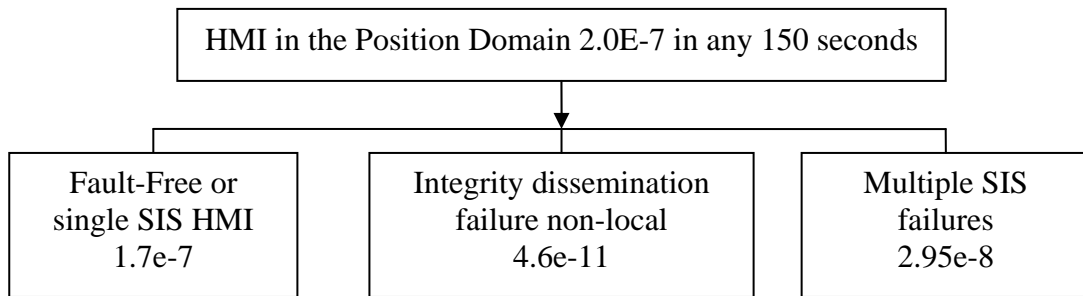 HMI in the Position Domain 2.0E-7 in any 150 seconds
Fault-Free or
single SIS HMI
1.7e-7
Integrity dissemination
failure non-local
4.6e-11
Multiple SIS
failures
2.95e-8